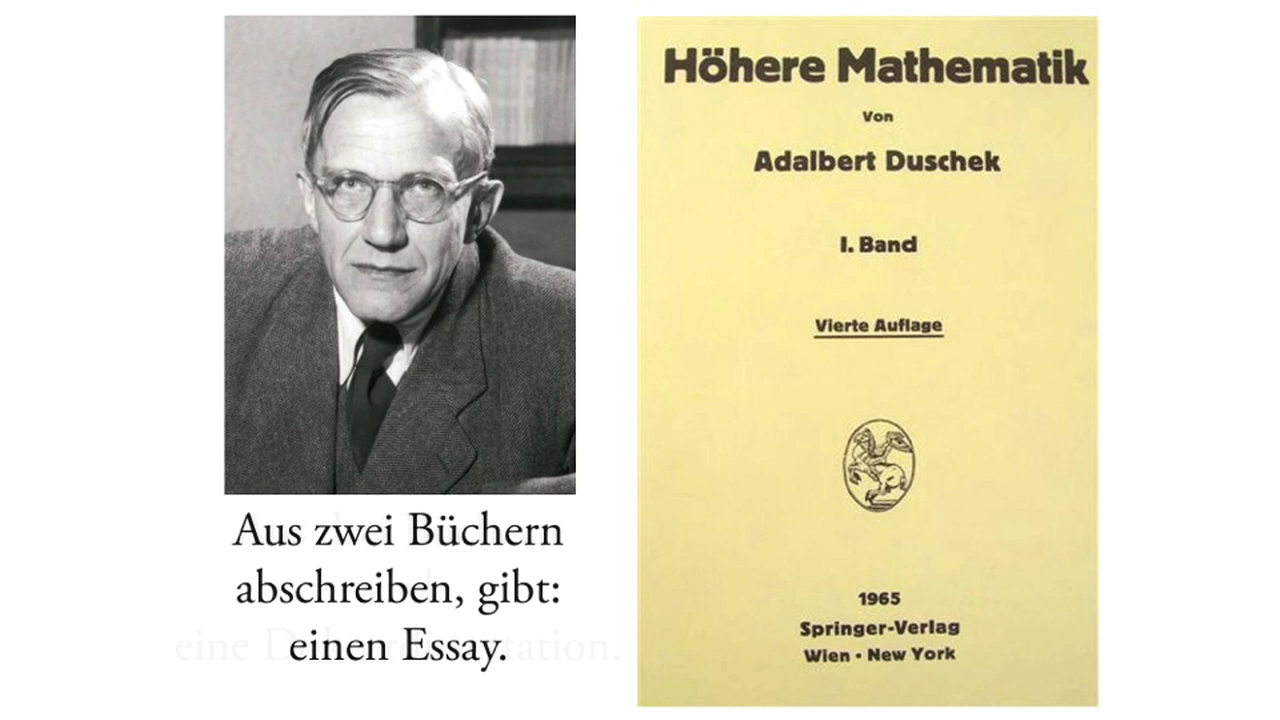 Aus zwei Büchern
abschreiben, gibt:
einen Essay.
Höhere Mathematik
Von
Adalbert Duschek
I. Band
Vierte Auflage
1965
Springer-Verlag
Wien • New York